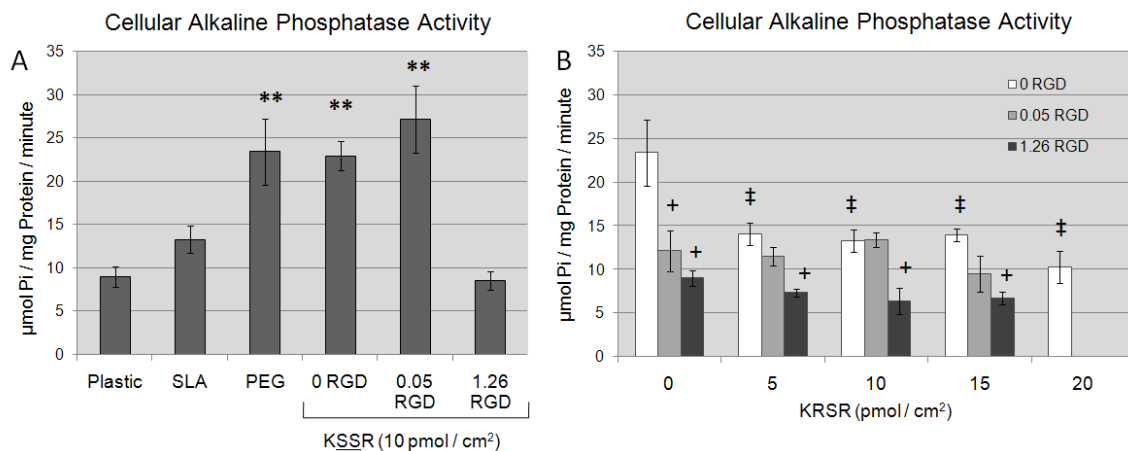 Cellular Alkaline Phosphatase Activity
A
µmol Pi / mg Protein / minute
35
30
25
20
15
10
5
0
** ** **
Plastic SLA PEG 0 RGD 0.05 RGD 1.26 RGD
KSSR (10 pmol / cm²)
Cellular Alkaline Phosphatase Activity
B
µmol Pi / mg Protein / minute
35
30
25
20
15
10
5
0
0 RGD
0.05 RGD
1.26 RGD
+ + ‡ + ‡ + ‡ + ‡
0 5 10 15 20
KRSR (pmol / cm²)